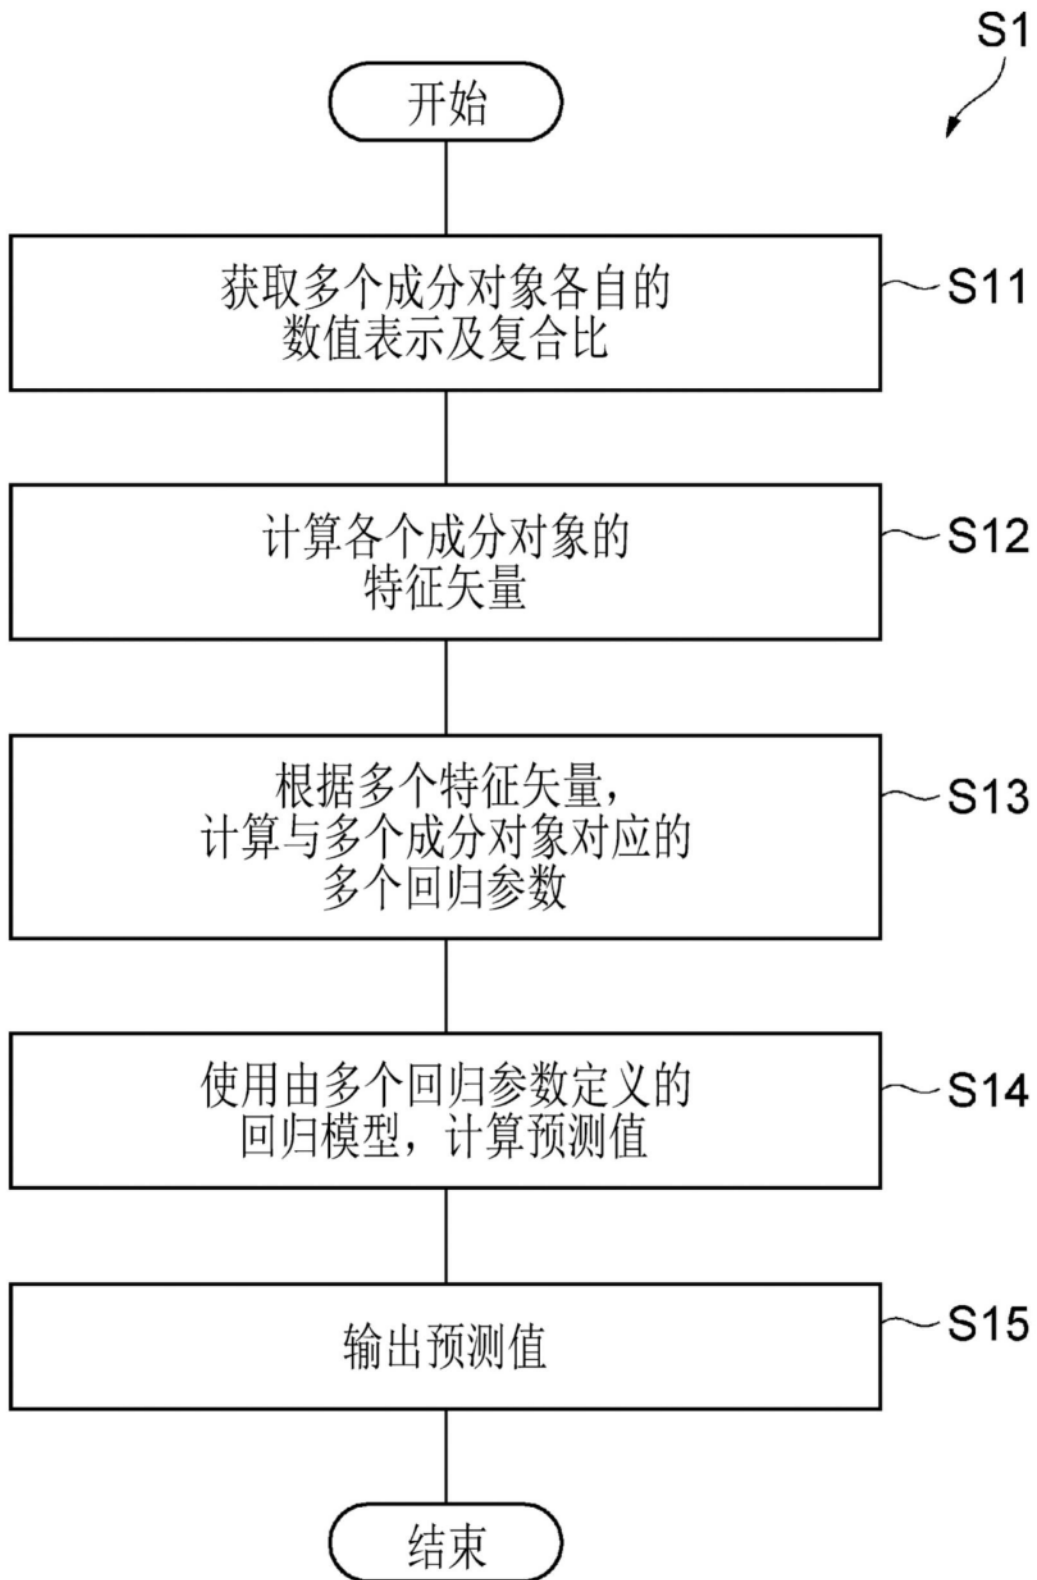 S1
开始
获取多个成分对象各自的
数值表示及复合比
S11
计算各个成分对象的
特征矢量
S12
根据多个特征矢量，
计算与多个成分对象对应的
多个回归参数
S13
使用由多个回归参数定义的
回归模型，计算预测值
S14
输出预测值
S15
结束